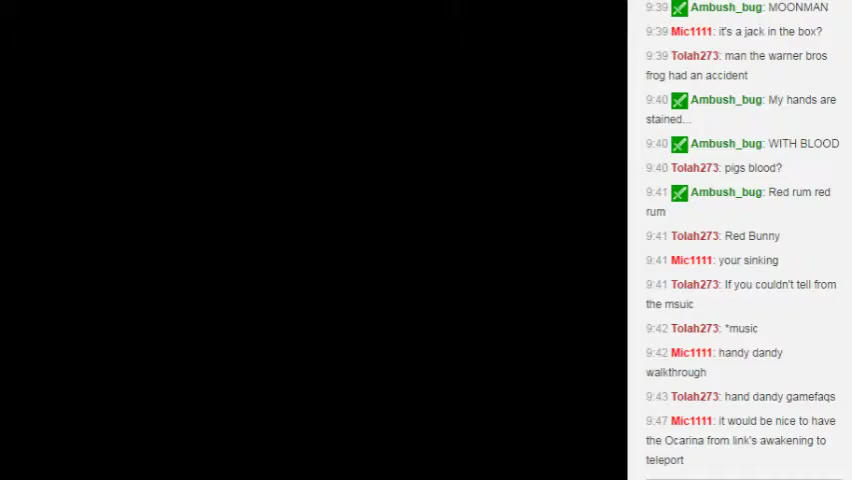 9:39 Ambush_bug: MOONMAN
9:39 Mic1111: it's a jack in the box?
9:39 Tolah273: man the warner bros
frog had an accident
9:40 Ambush_bug: My hands are
stained...
9:40 Ambush_bug: WITH BLOOD
9:40 Tolah273: pigs blood?
9:41 Ambush_bug: Red rum red
rum
9:41 Tolah273: Red Bunny
9:41 Mic1111: your sinking
9:41 Tolah273: If you couldn't tell from
the msuic
9:42 Tolah273: *music
9:42 Mic1111: handy dandy
walkthrough
9:43 Tolah273: hand dandy gamefaqs
9:47 Mic1111: it would be nice to have
the Ocarina from link's awakening to
teleport